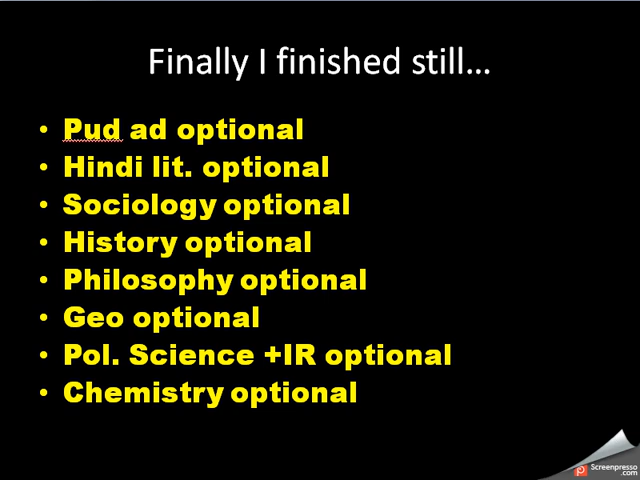 Finally I finished still…
• Pud ad optional
• Hindi lit. optional
• Sociology optional
• History optional
• Philosophy optional
• Geo optional
• Pol. Science +IR optional
• Chemistry optional
Screenpresso
.com